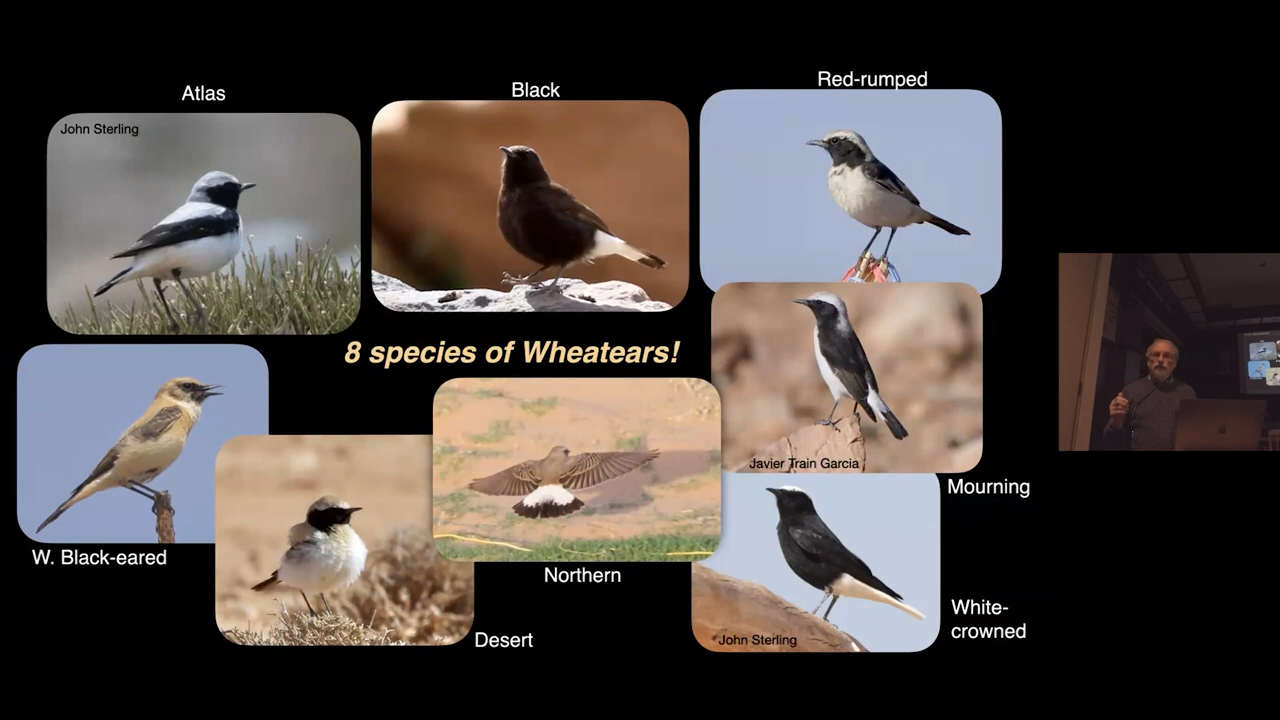 Atlas
Black
Red-rumped
John Sterling
8 species of Wheatears!
Javier Train Garcia
Mourning
W. Black-eared
Northern
White-
crowned
Desert
John Sterling